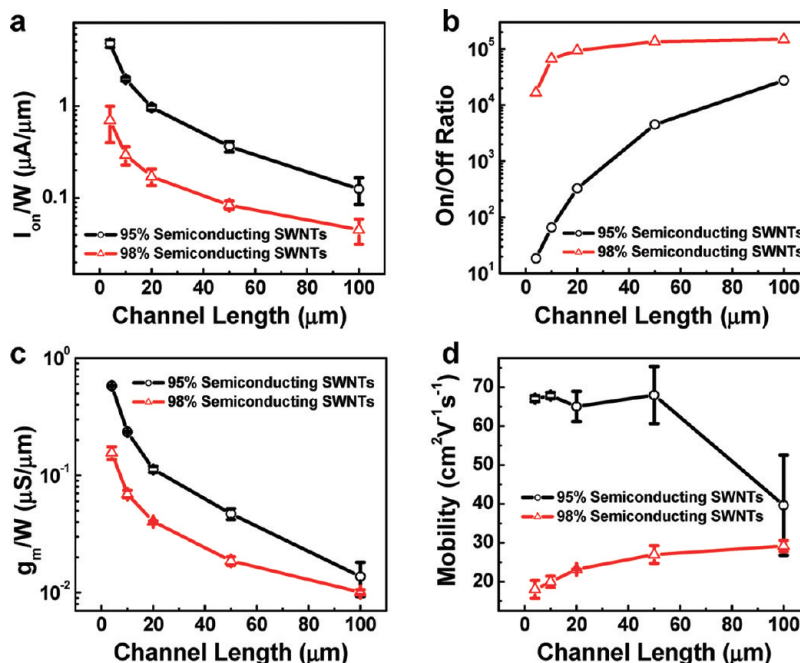 a
I_on/W (μA/μm)
1
0.1
95% Semiconducting SWNTs
98% Semiconducting SWNTs
0 20 40 60 80 100
Channel Length (μm)
b
On/Off Ratio
10^5
10^4
10^3
10^2
10^1
95% Semiconducting SWNTs
98% Semiconducting SWNTs
0 20 40 60 80 100
Channel Length (μm)
c
g_m/W (μS/μm)
10^0
10^-1
10^-2
95% Semiconducting SWNTs
98% Semiconducting SWNTs
0 20 40 60 80 100
Channel Length (μm)
d
Mobility (cm^2V^-1s^-1)
70
60
50
40
30
20
95% Semiconducting SWNTs
98% Semiconducting SWNTs
0 20 40 60 80 100
Channel Length (μm)